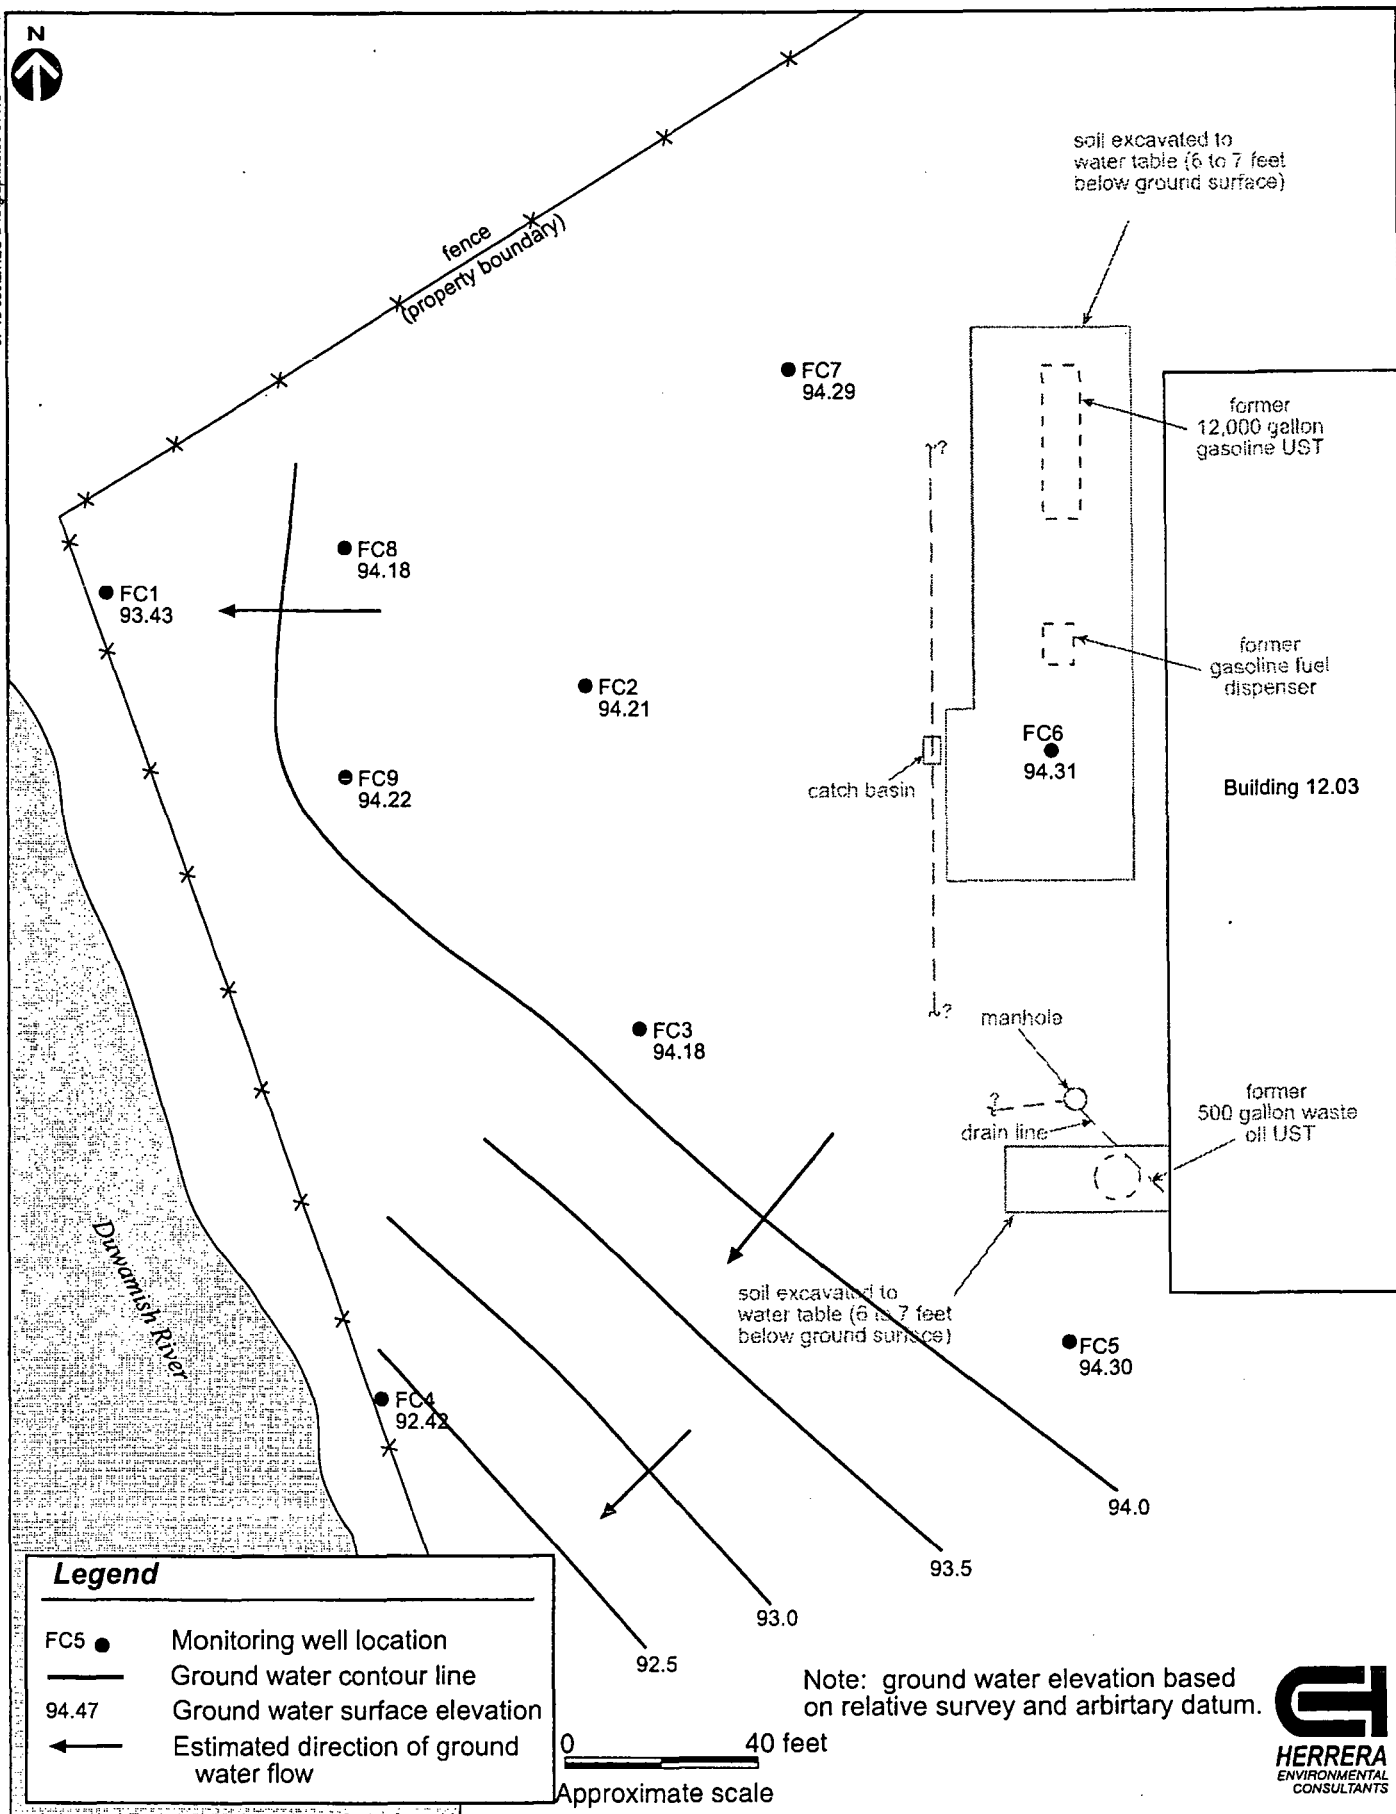 N
soil excavated to
water table (6 to 7 feet
below ground surface)
fence
(property boundary)
FC7
94.29
former
12,000 gallon
gasoline UST
?
FC8
94.18
FC1
93.43
former
gasoline fuel
dispenser
FC2
94.21
FC6
94.31
catch basin
Building 12.03
FC9
94.22
?
manhole
FC3
94.18
?
drain line
former
500 gallon waste
oil UST
Duwamish River
soil excavated to
water table (6 to 7 feet
below ground surface)
FC5
94.30
FC4
92.42
94.0
93.5
93.0
92.5
Legend
FC5 Monitoring well location
Ground water contour line
94.47 Ground water surface elevation
Estimated direction of ground
water flow
Note: ground water elevation based
on relative survey and arbirtary datum.
0 40 feet
Approximate scale
HERRERA
ENVIRONMENTAL
CONSULTANTS